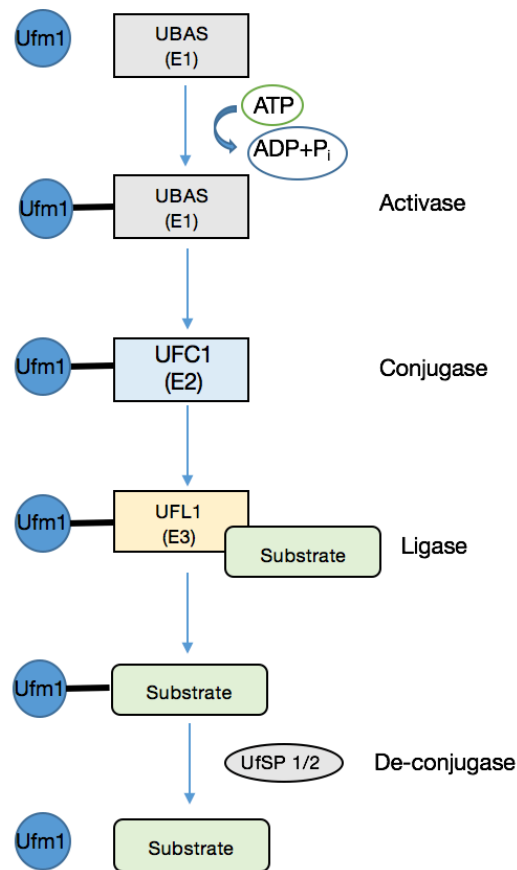 Ufm1
UBAS
(E1)
ATP
ADP+Pi
Ufm1
UBAS
(E1)
Activase
Ufm1
UFC1
(E2)
Conjugase
Ufm1
UFL1
(E3)
Substrate
Ligase
Ufm1
Substrate
UfSP 1/2
De-conjugase
Ufm1
Substrate